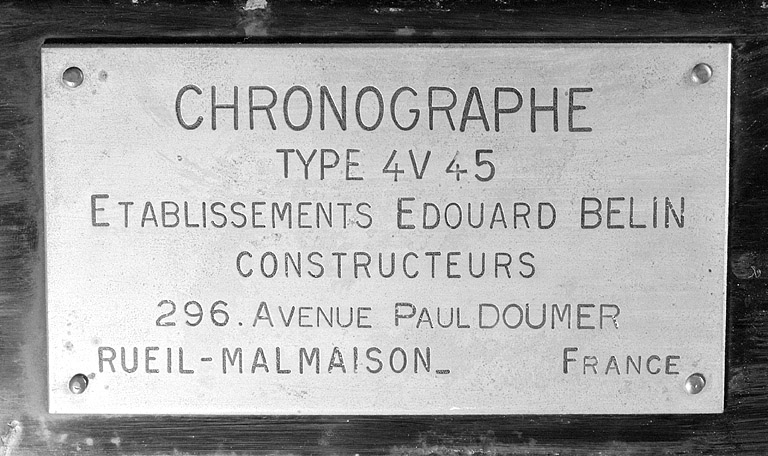 CHRONOGRAPHE
TYPE 4V 45
ETABLISSEMENTS EDOUARD BELIN
CONSTRUCTEURS
296. AVENUE PAUL DOUMER
RUEIL-MALMAISON_ FRANCE